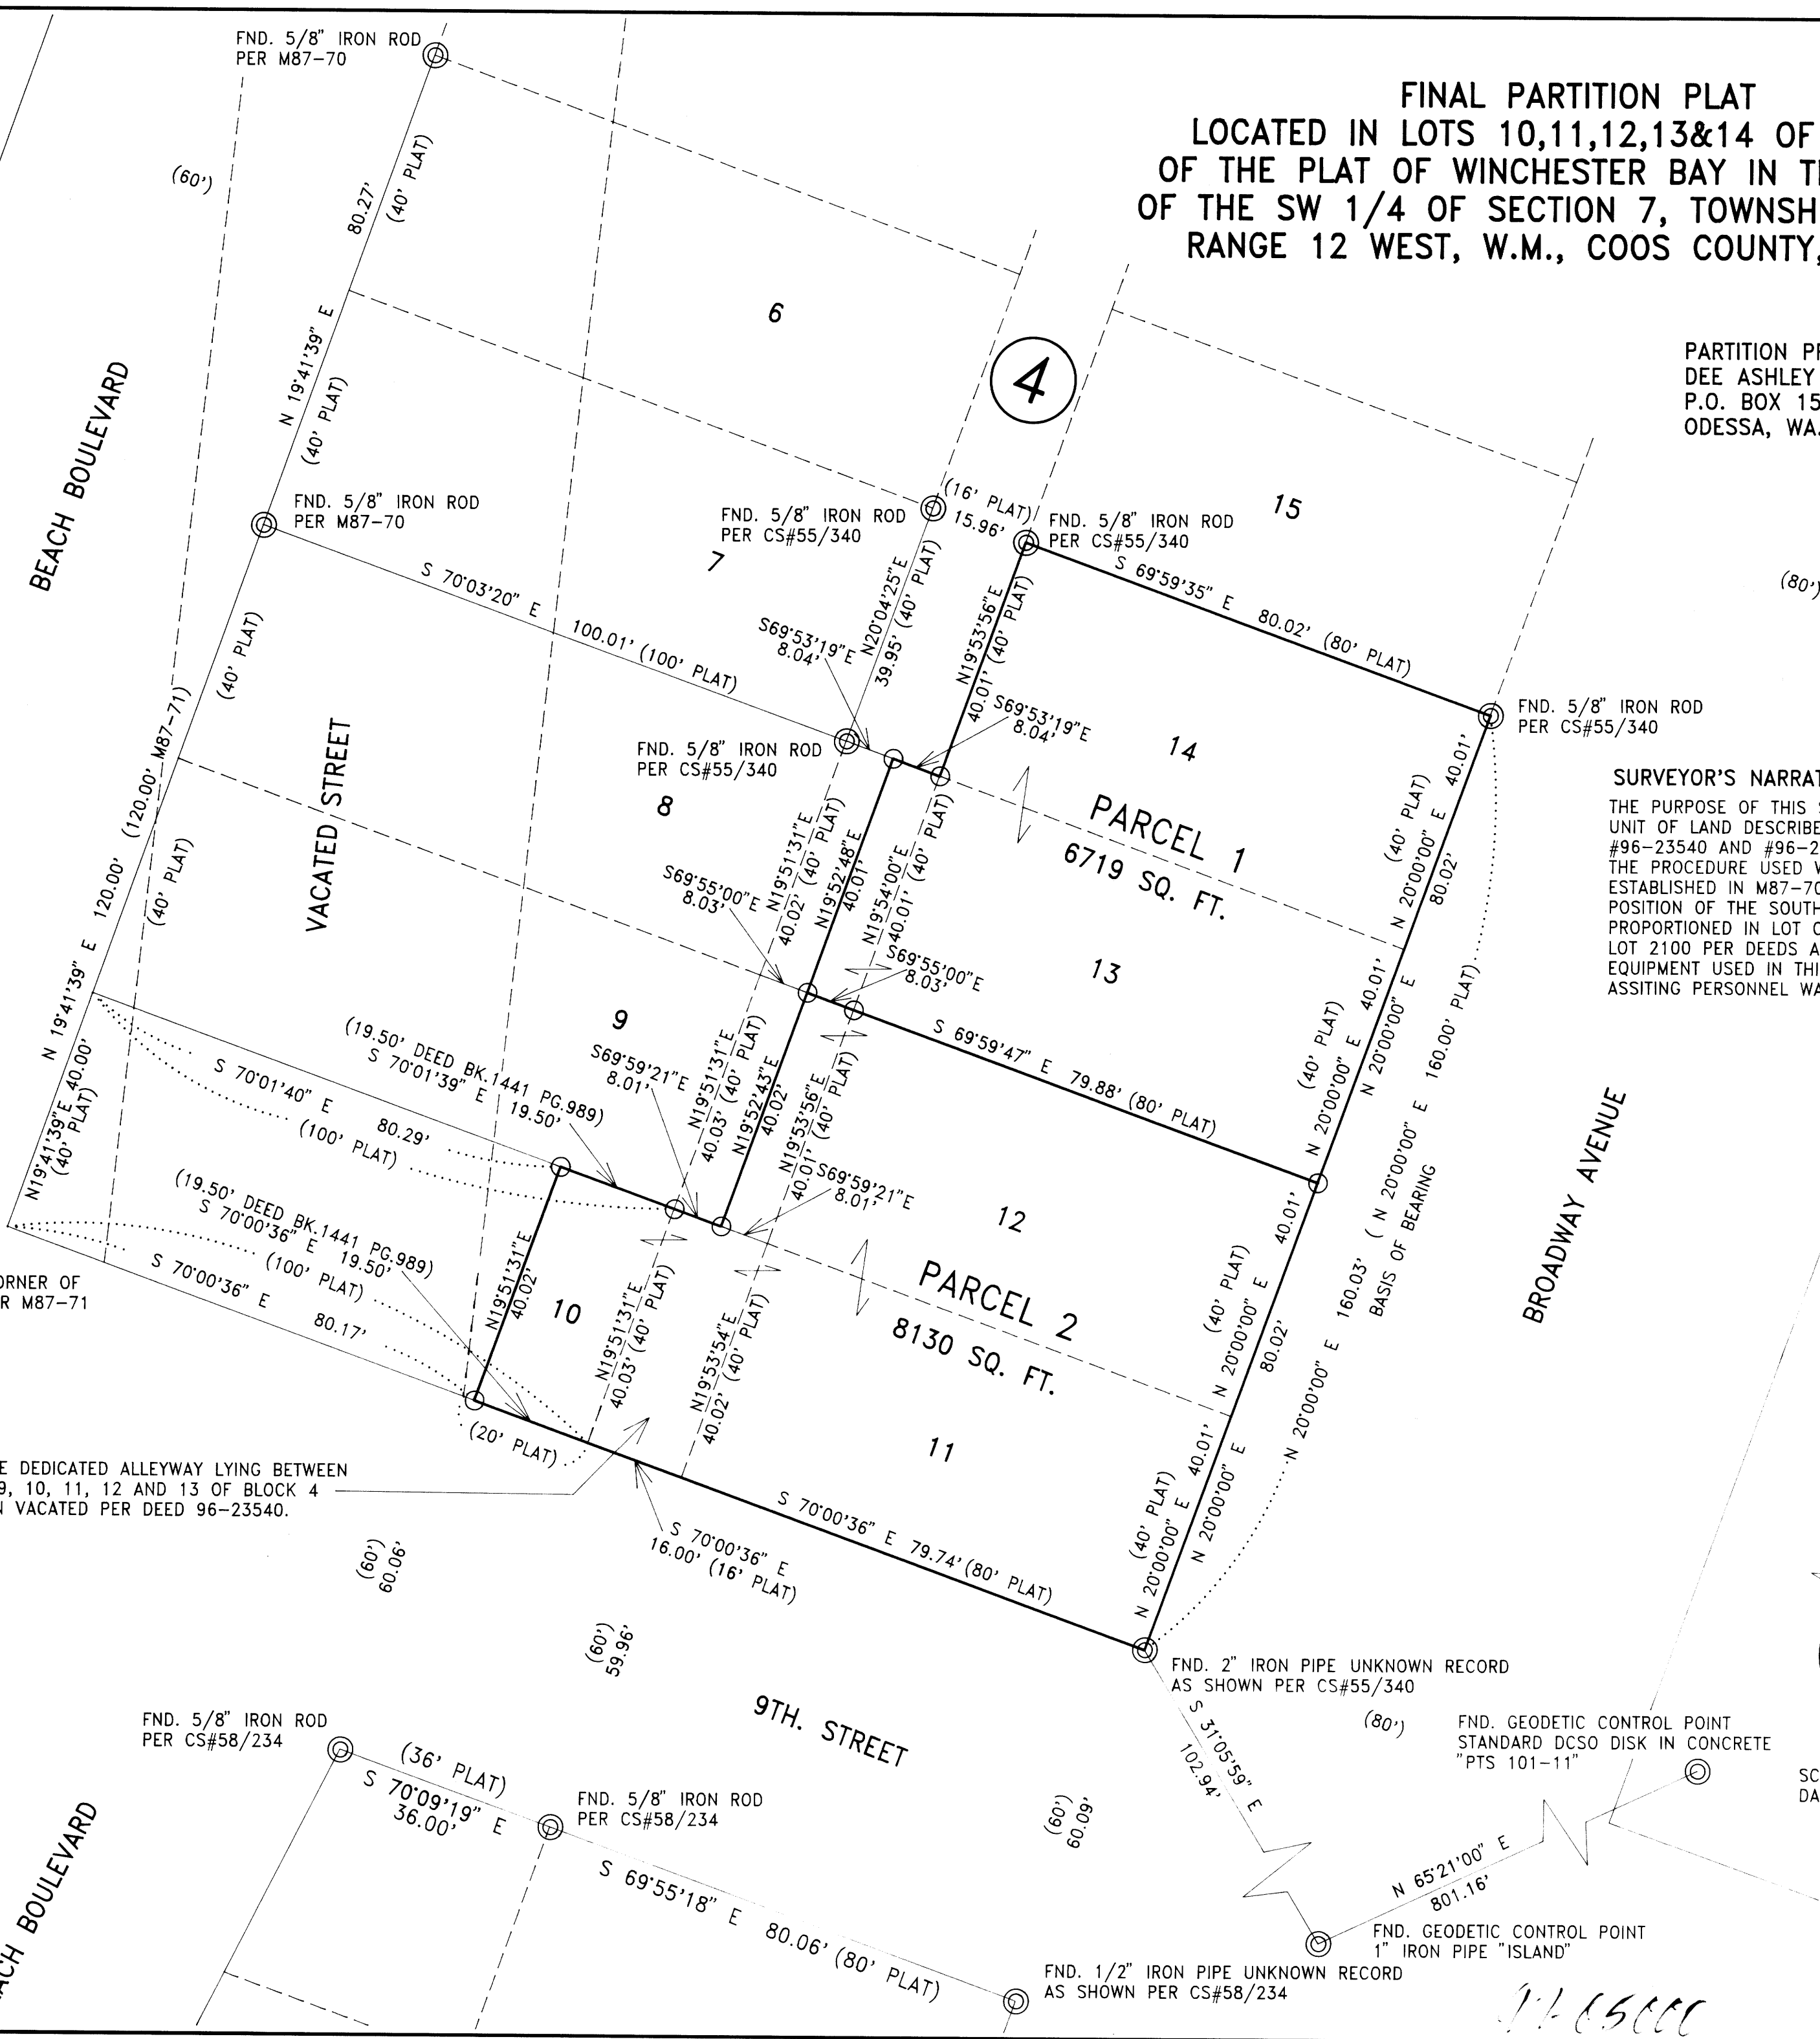 FINAL PARTITION PLAT
LOCATED IN LOTS 10,11,12,13&14 OF
OF THE PLAT OF WINCHESTER BAY IN
OF THE SW 1/4 OF SECTION 7, TOWNSH
RANGE 12 WEST, W.M., COOS COUNTY,
PARTITION
DEE ASHLEY
P.O. BOX 15
ODESSA, WA.
SURVEYOR'S NARRAT
THE PURPOSE OF THIS
UNIT OF LAND DESCRIBE
#96-23540 AND #96-2
THE PROCEDURE USED
ESTABLISHED IN M87-70
POSITION OF THE SOUTH
PROPORTIONED IN LOT
LOT 2100 PER DEEDS
EQUIPMENT USED IN THI
ASSITING PERSONNEL WA
FND. 5/8" IRON ROD
PER M87-70
(60')
80.27'
(40' PLAT)
N 19°41'39" E
(40' PLAT)
BEACH BOULEVARD
6
4
15
(80')
FND. 5/8" IRON ROD
PER M87-70
FND. 5/8" IRON ROD
PER CS#55/340
(16' PLAT)
15.96'
FND. 5/8" IRON ROD
PER CS#55/340
7
S 70°03'20" E 100.01' (100' PLAT)
S69°53'19"E
8.04'
N20°04'25"E
39.95' (40' PLAT)
N19°53'56"E
40.01' (40' PLAT)
S 69°59'35" E 80.02' (80' PLAT)
S69°53'19"E
8.04'
FND. 5/8" IRON ROD
PER CS#55/340
(40' PLAT)
N 19°41'39" E 120.00' (120.00' M87-71)
(40' PLAT)
VACATED STREET
FND. 5/8" IRON ROD
PER CS#55/340
8
14
PARCEL 1
6719 SQ. FT.
13
N19°51'31"E
40.02' (40' PLAT)
N19°52'48"E
40.01'
N19°54'00"E
40.01' (40' PLAT)
S69°55'00"E
8.03'
S69°55'00"E
8.03'
(40' PLAT)
N 20°00'00" E 40.01'
N 20°00'00" E
80.02'
(40' PLAT)
N 20°00'00" E 40.01'
9
(19.50' DEED BK.1441 PG.989)
S 70°01'39" E 19.50'
S69°59'21"E
8.01'
S 70°01'40" E 80.29'
(100' PLAT)
N19°51'31"E
40.03' (40' PLAT)
N19°52'43"E
40.02'
N19°53'56"E
40.01' (40' PLAT)
S69°59'21"E
8.01'
S 69°59'47" E 79.88' (80' PLAT)
N19°41'39"E 40.00'
(40' PLAT)
(19.50' DEED BK.1441 PG.989)
S 70°00'36" E 19.50'
(100' PLAT)
S 70°00'36" E 80.17'
ORNER OF
R M87-71
N19°51'31"E
40.02'
10
N19°51'31"E
40.03' (40' PLAT)
N19°53'54"E
40.02' (40' PLAT)
12
PARCEL 2
8130 SQ. FT.
11
(40' PLAT)
N 20°00'00" E 40.01'
N 20°00'00" E
80.02'
(40' PLAT)
N 20°00'00" E 40.01'
N 20°00'00" E 160.03' ( N 20°00'00" E 160.00' PLAT)
BASIS OF BEARING
BROADWAY AVENUE
(20' PLAT)
E DEDICATED ALLEYWAY LYING BETWEEN
9, 10, 11, 12 AND 13 OF BLOCK 4
N VACATED PER DEED 96-23540.
S 70°00'36" E
16.00' (16' PLAT)
S 70°00'36" E 79.74' (80' PLAT)
(60')
60.06'
(60')
59.96'
9TH. STREET
(60')
60.09'
FND. 2" IRON PIPE UNKNOWN RECORD
AS SHOWN PER CS#55/340
S 31°05'59" E
102.94'
(80')
FND. GEODETIC CONTROL POINT
STANDARD DCSO DISK IN CONCRETE
"PTS 101-11"
SC
DA
N 65°21'00" E
801.16'
FND. GEODETIC CONTROL POINT
1" IRON PIPE "ISLAND"
FND. 5/8" IRON ROD
PER CS#58/234
(36' PLAT)
S 70°09'19" E
36.00'
FND. 5/8" IRON ROD
PER CS#58/234
S 69°55'18" E 80.06' (80' PLAT)
FND. 1/2" IRON PIPE UNKNOWN RECORD
AS SHOWN PER CS#58/234
ACH BOULEVARD